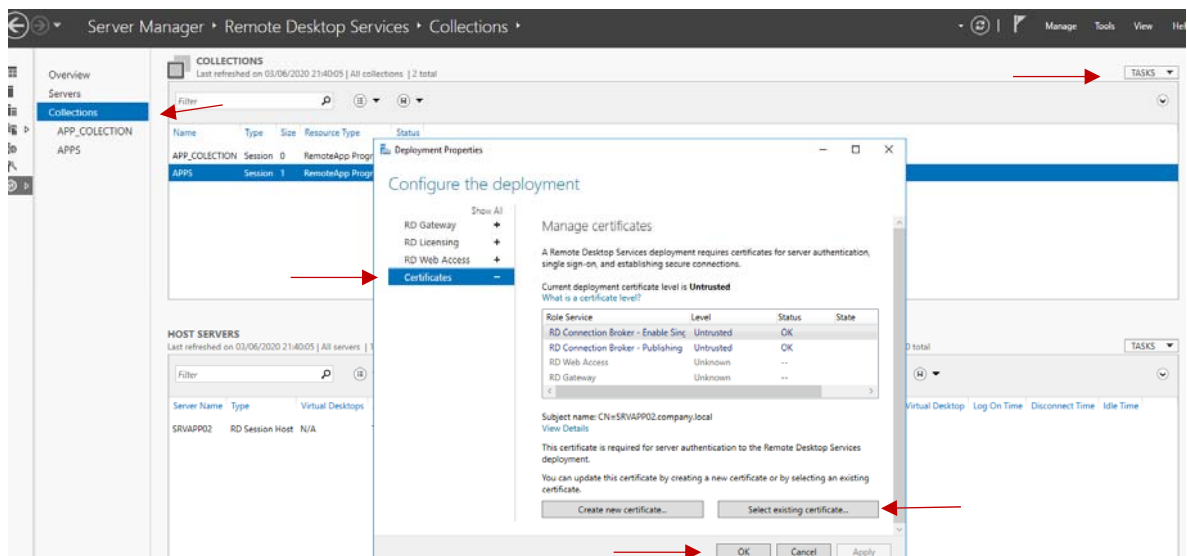 Server Manager ‣ Remote Desktop Services ‣ Collections ‣
Manage Tools View
Overview
Servers
Collections
APP_COLECTION
APPS
COLLECTIONS
Last refreshed on 03/06/2020 21:40:05 | All collections | 2 total
TASKS
Filter
Name Type Size Resource Type Status
APP_COLECTION Session 0 RemoteApp Progr
APPS Session 1 RemoteApp Progr
HOST SERVERS
Last refreshed on 03/06/2020 21:40:05 | All servers |
Filter
Server Name Type Virtual Desktops
SRVAPP02 RD Session Host N/A
Deployment Properties
Configure the deployment
Show All
RD Gateway +
RD Licensing +
RD Web Access +
Certificates –
Manage certificates
A Remote Desktop Services deployment requires certificates for server authentication,
single sign-on, and establishing secure connections.
Current deployment certificate level is Untrusted
What is a certificate level?
Role Service Level Status State
RD Connection Broker - Enable Sing Untrusted OK
RD Connection Broker - Publishing Untrusted OK
RD Web Access Unknown --
RD Gateway Unknown --
Subject name: CN=SRVAPP02.company.local
View Details
This certificate is required for server authentication to the Remote Desktop Services
deployment.
You can update this certificate by creating a new certificate or by selecting an existing
certificate.
Create new certificate... Select existing certificate...
OK Cancel Apply
total
TASKS
Virtual Desktop Log On Time Disconnect Time Idle Time